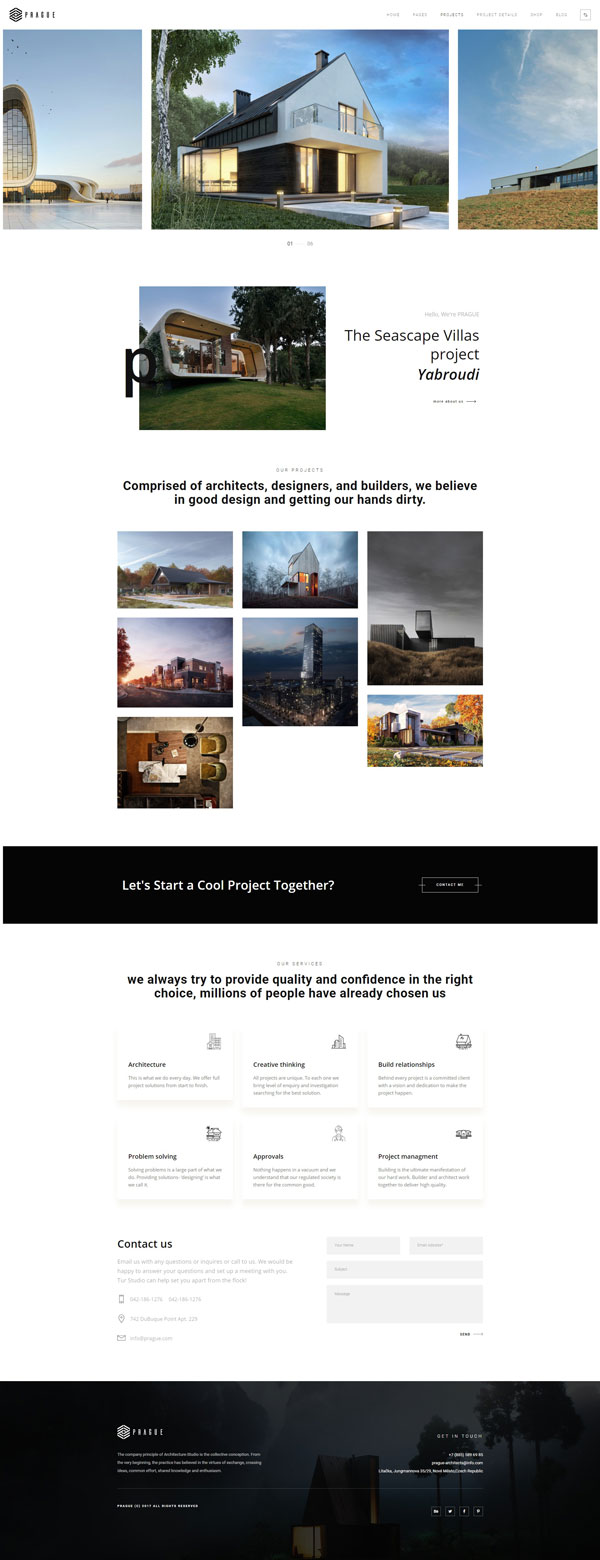 PRAGUE
HOME PAGES PROJECTS PROJECT DETAILS SHOP BLOG
01 06
p
Hello, We're PRAGUE
The Seascape Villas
project
Yabroudi
more about us
OUR PROJECTS
Comprised of architects, designers, and builders, we believe
in good design and getting our hands dirty.
Let's Start a Cool Project Together?
CONTACT ME
OUR SERVICES
we always try to provide quality and confidence in the right
choice, millions of people have already chosen us
Architecture
This is what we do every day. We offer full
project solutions from start to finish.
Creative thinking
All projects are unique. To each one we
bring level of enquiry and investigation
searching for the best solution.
Build relationships
Behind every project is a committed client
with a vision and dedication to make the
project happen.
Problem solving
Solving problems is a large part of what we
do. Providing solutions- 'designing' is what
we call it.
Approvals
Nothing happens in a vacuum and we
understand that our regulated society is
there for the common good.
Project managment
Building is the ultimate manifestation of
our hard work. Builder and architect work
together to deliver high quality.
Contact us
Email us with any questions or inquires or call to us. We would be
happy to answer your questions and set up a meeting with you.
Tur Studio can help set you apart from the flock!
062-186-1276 062-186-1276
742 DuBuque Point Apt. 229
info@prague.com
Your Name
Subject
Message
SEND
PRAGUE
The company principle of Architecture-Studio is the collective conception. From
the very beginning, the practice has believed in the virtues of exchange, crossing
ideas, common effort, shared knowledge and enthusiasm.
GET IN TOUCH
+7 (885) 589 69 85
prague-architects@info.com
Litačka, Jungmannova 35/29, Nové Město,Czech Republic
PRAGUE (C) 2017 ALL RIGHTS RESERVED